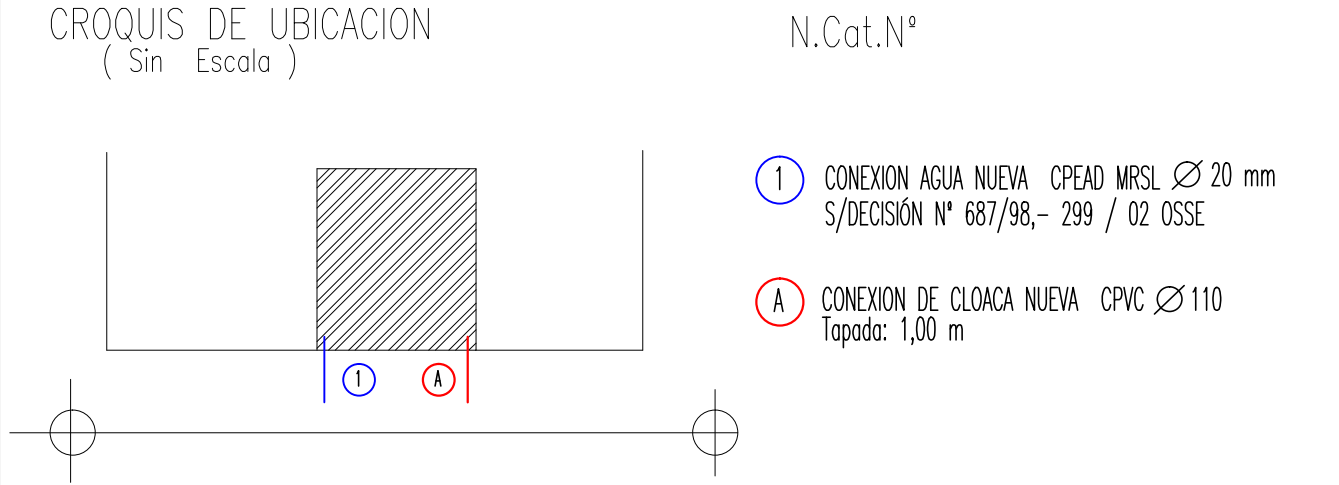 CROQUIS DE UBICACION
( Sin Escala )
N.Cat.Nº
1 CONEXION AGUA NUEVA CPEAD MRSL Ø 20 mm
S/DECISIÓN Nº 687/98,- 299 / 02 OSSE
A CONEXION DE CLOACA NUEVA CPVC Ø 110
Tapada: 1,00 m
1
A